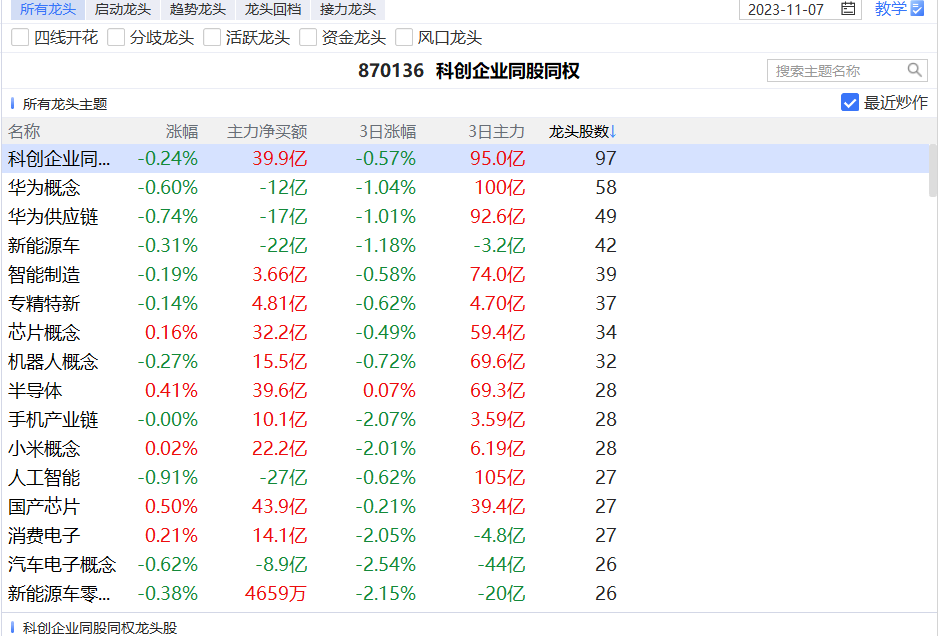 所有龙头 启动龙头 趋势龙头 龙头回档 接力龙头 2023-11-07 教学
四线开花 分歧龙头 活跃龙头 资金龙头 风口龙头
870136 科创企业同股同权 搜索主题名称
所有龙头主题 最近炒作
名称 涨幅 主力净买额 3日涨幅 3日主力 龙头股数↓
科创企业同... -0.24% 39.9亿 -0.57% 95.0亿 97
华为概念 -0.60% -12亿 -1.04% 100亿 58
华为供应链 -0.74% -17亿 -1.01% 92.6亿 49
新能源车 -0.31% -22亿 -1.18% -3.2亿 42
智能制造 -0.19% 3.66亿 -0.58% 74.0亿 39
专精特新 -0.14% 4.81亿 -0.62% 4.70亿 37
芯片概念 0.16% 32.2亿 -0.49% 59.4亿 34
机器人概念 -0.27% 15.5亿 -0.72% 69.6亿 32
半导体 0.41% 39.6亿 0.07% 69.3亿 28
手机产业链 -0.00% 10.1亿 -2.07% 3.59亿 28
小米概念 0.02% 22.2亿 -2.01% 6.19亿 28
人工智能 -0.91% -27亿 -0.62% 105亿 27
国产芯片 0.50% 43.9亿 -0.21% 39.4亿 27
消费电子 0.21% 14.1亿 -2.05% -4.8亿 27
汽车电子概念 -0.62% -8.9亿 -2.54% -44亿 26
新能源车零... -0.38% 4659万 -2.15% -20亿 26
科创企业同股同权龙头股